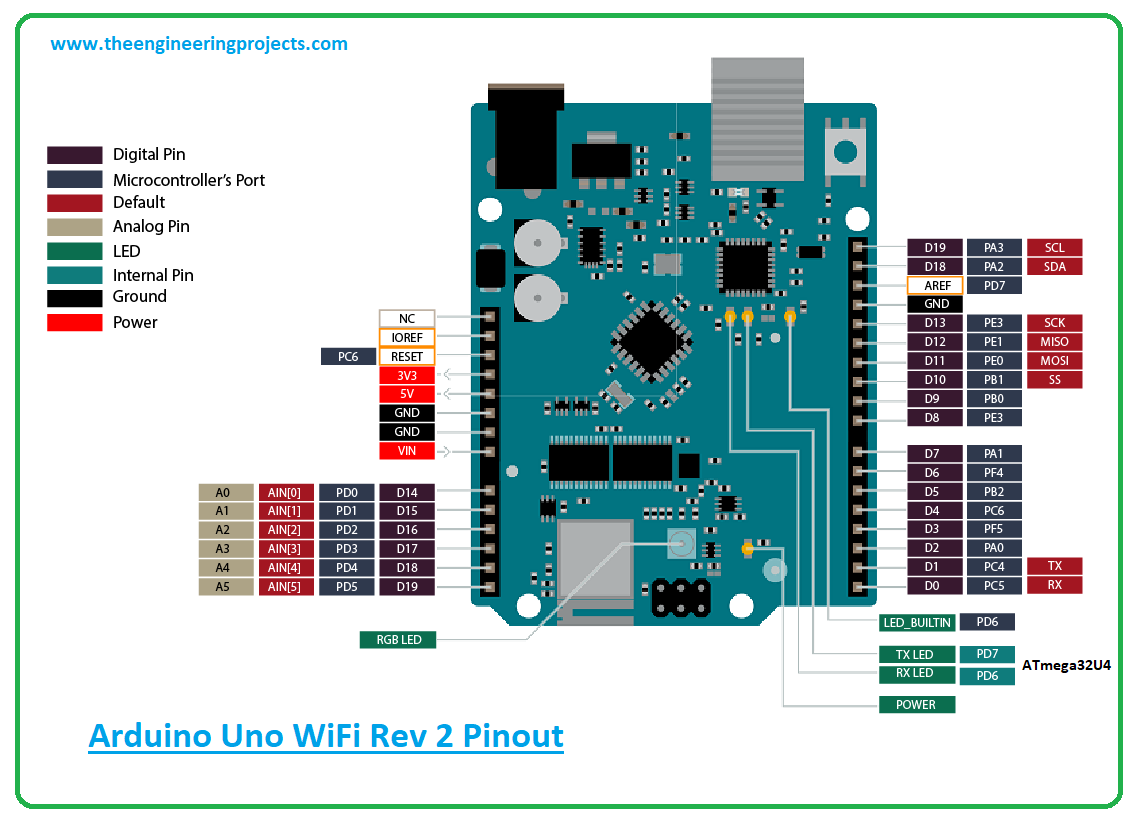 www.theengineeringprojects.com
Digital Pin
Microcontroller's Port
Default
Analog Pin
LED
Internal Pin
Ground
Power
NC
IOREF
PC6 RESET
3V3
5V
GND
GND
VIN
A0 AIN[0] PD0 D14
A1 AIN[1] PD1 D15
A2 AIN[2] PD2 D16
A3 AIN[3] PD3 D17
A4 AIN[4] PD4 D18
A5 AIN[5] PD5 D19
RGB LED
D19 PA3 SCL
D18 PA2 SDA
AREF PD7
GND
D13 PE3 SCK
D12 PE1 MISO
D11 PE0 MOSI
D10 PB1 SS
D9 PB0
D8 PE3
D7 PA1
D6 PF4
D5 PB2
D4 PC6
D3 PF5
D2 PA0
D1 PC4 TX
D0 PC5 RX
LED_BUILTIN PD6
TX LED PD7
ATmega32U4
RX LED PD6
POWER
Arduino Uno WiFi Rev 2 Pinout